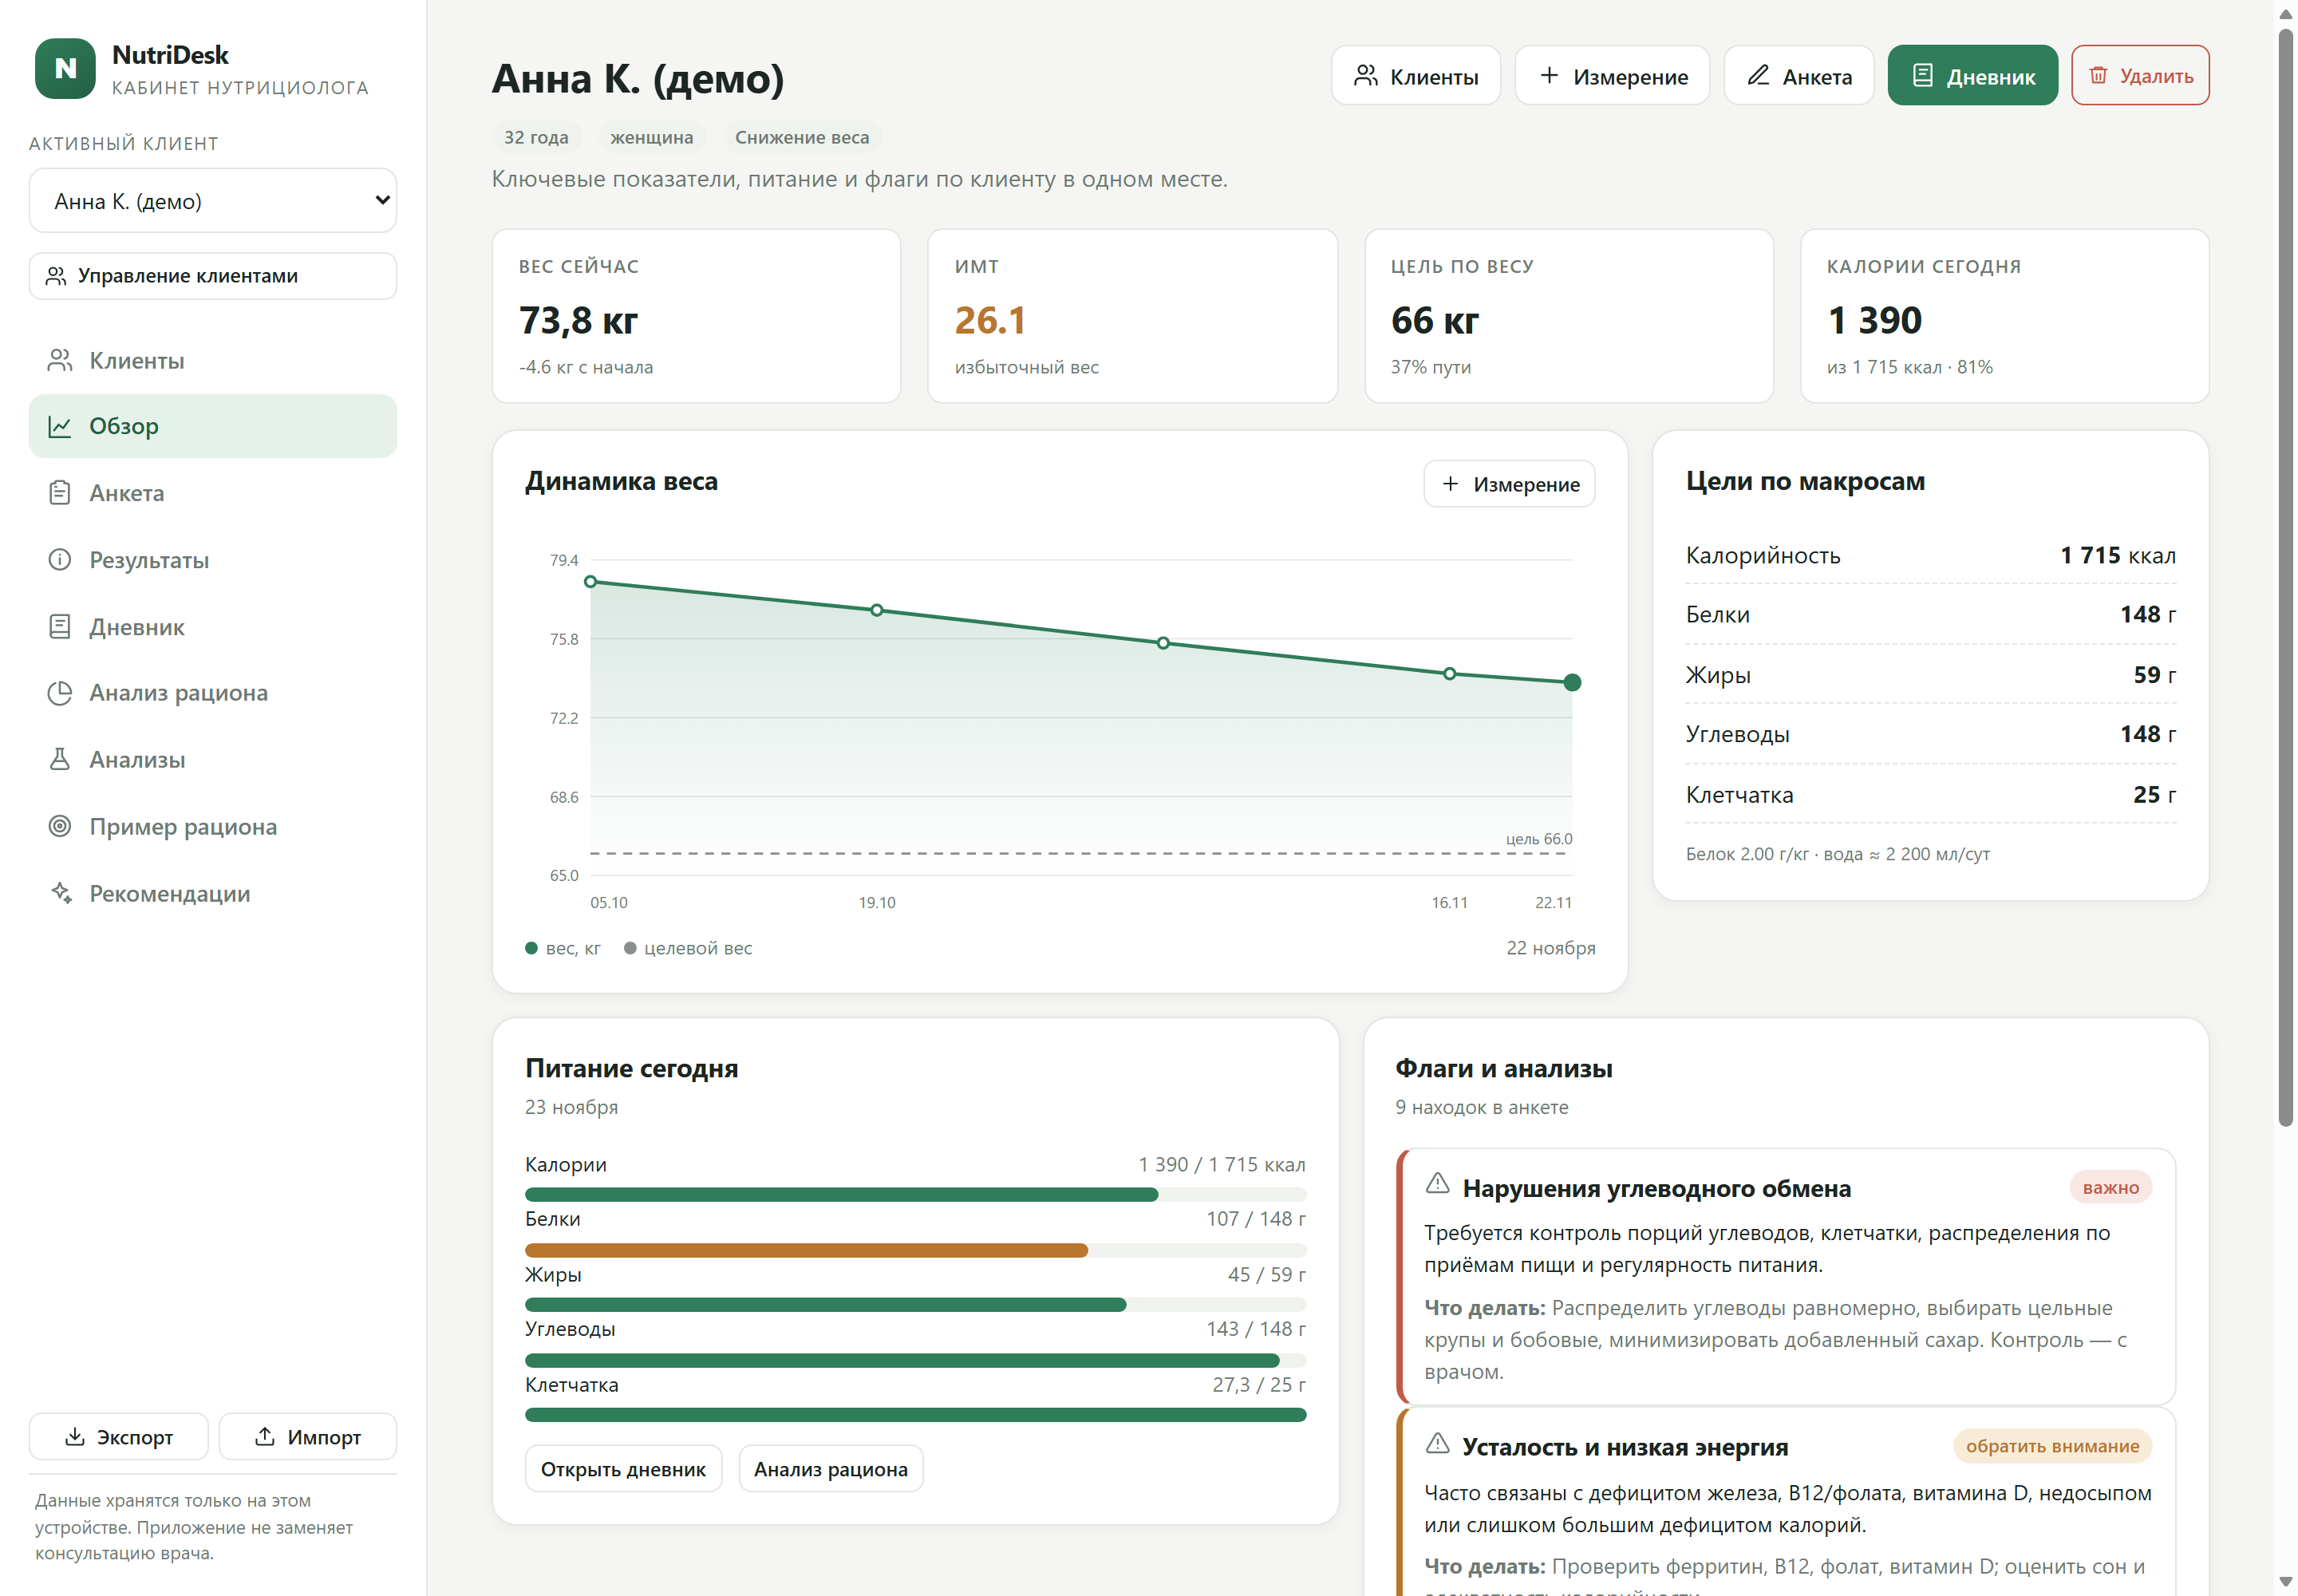 N
NutriDesk
КАБИНЕТ НУТРИЦИОЛОГА
АКТИВНЫЙ КЛИЕНТ
Анна К. (демо)
Управление клиентами
Клиенты
Обзор
Анкета
Результаты
Дневник
Анализ рациона
Анализы
Пример рациона
Рекомендации
Экспорт
Импорт
Данные хранятся только на этом
устройстве. Приложение не заменяет
консультацию врача.
Анна К. (демо)
Клиенты
Измерение
Анкета
Дневник
Удалить
32 года
женщина
Снижение веса
Ключевые показатели, питание и флаги по клиенту в одном месте.
ВЕС СЕЙЧАС
73,8 кг
-4.6 кг с начала
ИМТ
26.1
избыточный вес
ЦЕЛЬ ПО ВЕСУ
66 кг
37% пути
КАЛОРИИ СЕГОДНЯ
1 390
из 1 715 ккал · 81%
Динамика веса
Измерение
79.4
75.8
72.2
68.6
65.0
цель 66.0
05.10
19.10
16.11
22.11
вес, кг
целевой вес
22 ноября
Цели по макросам
Калорийность 1 715 ккал
Белки 148 г
Жиры 59 г
Углеводы 148 г
Клетчатка 25 г
Белок 2.00 г/кг · вода ≈ 2 200 мл/сут
Питание сегодня
23 ноября
Калории 1 390 / 1 715 ккал
Белки 107 / 148 г
Жиры 45 / 59 г
Углеводы 143 / 148 г
Клетчатка 27,3 / 25 г
Открыть дневник
Анализ рациона
Флаги и анализы
9 находок в анкете
Нарушения углеводного обмена
важно
Требуется контроль порций углеводов, клетчатки, распределения по
приёмам пищи и регулярность питания.
Что делать: Распределить углеводы равномерно, выбирать цельные
крупы и бобовые, минимизировать добавленный сахар. Контроль — с
врачом.
Усталость и низкая энергия
обратить внимание
Часто связаны с дефицитом железа, B12/фолата, витамина D, недосыпом
или слишком большим дефицитом калорий.
Что делать: Проверить ферритин, B12, фолат, витамин D; оценить сон и